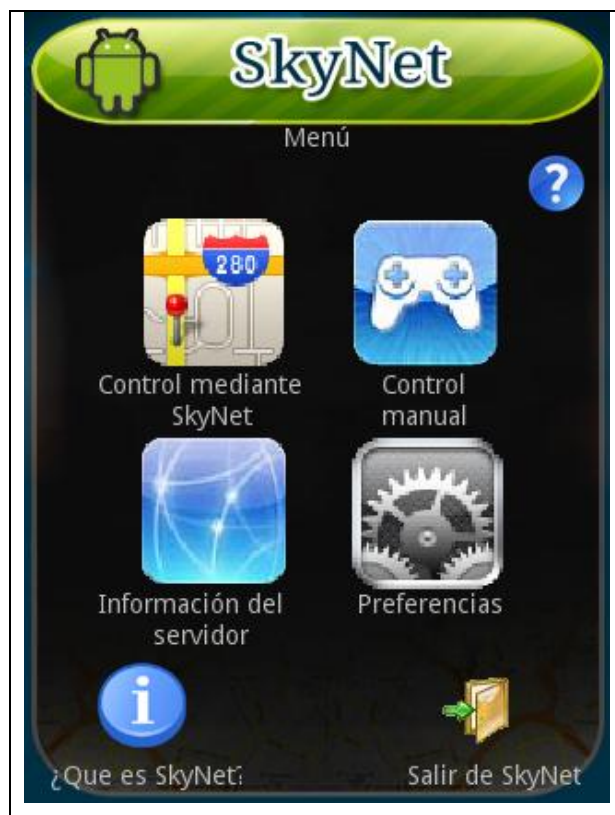 SkyNet
Menú
?
280
Control mediante
SkyNet
Control
manual
Información del
servidor
Preferencias
i
¿Que es SkyNet?
Salir de SkyNet